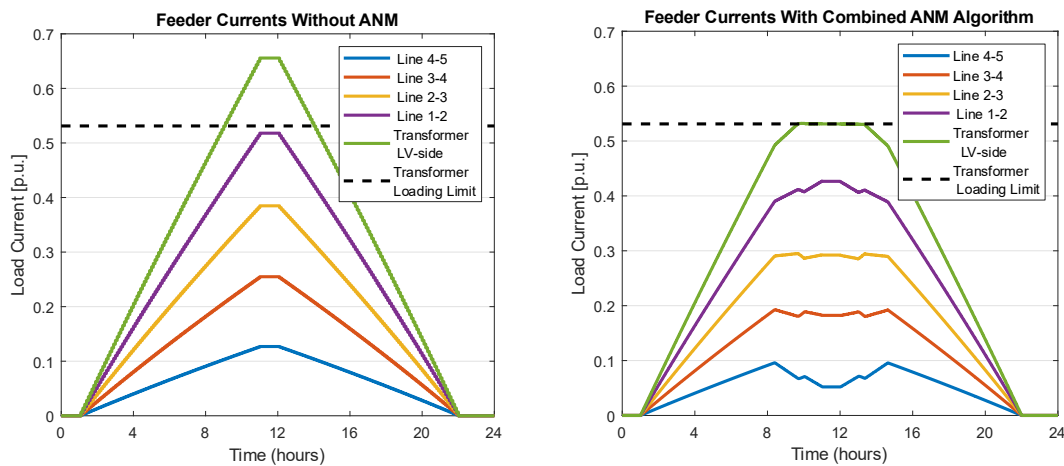 Feeder Currents Without ANM
0.7
0.6
0.5
0.4
0.3
0.2
0.1
0
Load Current [p.u.]
0 4 8 12 16 20 24
Time (hours)
Line 4-5
Line 3-4
Line 2-3
Line 1-2
Transformer
LV-side
Transformer
Loading Limit
Feeder Currents With Combined ANM Algorithm
0.7
0.6
0.5
0.4
0.3
0.2
0.1
0
Load Current [p.u.]
0 4 8 12 16 20 24
Time (hours)
Line 4-5
Line 3-4
Line 2-3
Line 1-2
Transformer
LV-side
Transformer
Loading Limit